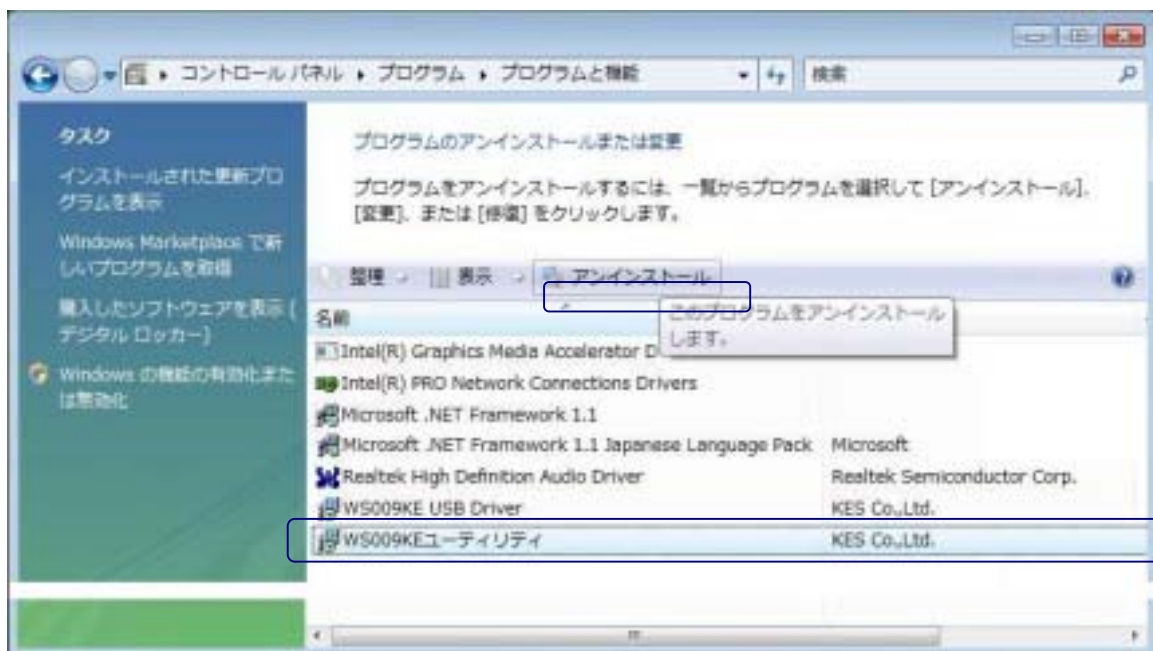 コントロール パネル ▸ プログラム ▸ プログラムと機能
検索
タスク
インストールされた更新プロ
グラムを表示
Windows Marketplace で新
しいプログラムを取得
購入したソフトウェアを表示 (
デジタル ロッカー)
Windows の機能の有効化また
は無効化
プログラムのアンインストールまたは変更
プログラムをアンインストールするには、一覧からプログラムを選択して [アンインストール]、
[変更]、または [修復] をクリックします。
整理 表示 アンインストール
このプログラムをアンインストール
します。
名前
Intel(R) Graphics Media Accelerator D
Intel(R) PRO Network Connections Drivers
Microsoft .NET Framework 1.1
Microsoft .NET Framework 1.1 Japanese Language Pack Microsoft
Realtek High Definition Audio Driver Realtek Semiconductor Corp.
WS009KE USB Driver KES Co.,Ltd.
WS009KEユーティリティ KES Co.,Ltd.